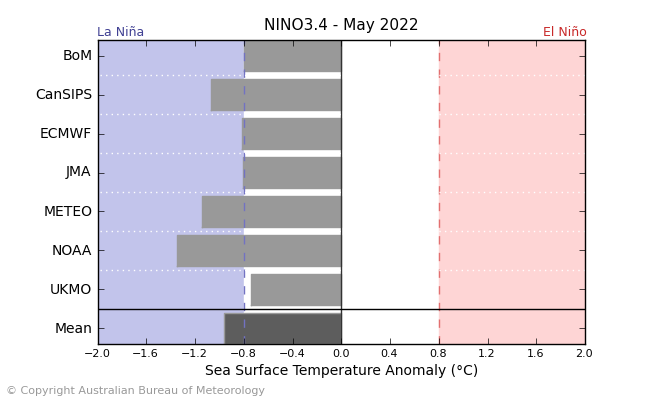 NINO3.4 - May 2022
La Niña
El Niño
BoM
CanSIPS
ECMWF
JMA
METEO
NOAA
UKMO
Mean
−2.0 −1.6 −1.2 −0.8 −0.4 0.0 0.4 0.8 1.2 1.6 2.0
Sea Surface Temperature Anomaly (°C)
© Copyright Australian Bureau of Meteorology